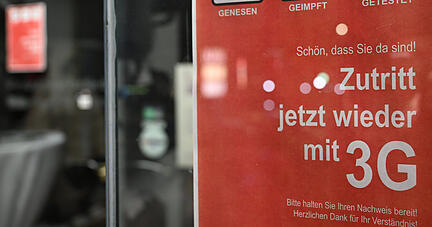 GENESEN GEIMPFT GETESTET
Schön, dass Sie da sind!
Zutritt
jetzt wieder
mit 3G
Bitte halten Sie Ihren Nachweis bereit!
Herzlichen Dank für Ihr Verständnis!